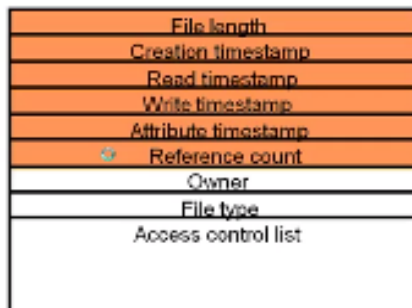 File length
Creation timestamp
Read timestamp
Write timestamp
Attribute timestamp
Reference count
Owner
File type
Access control list